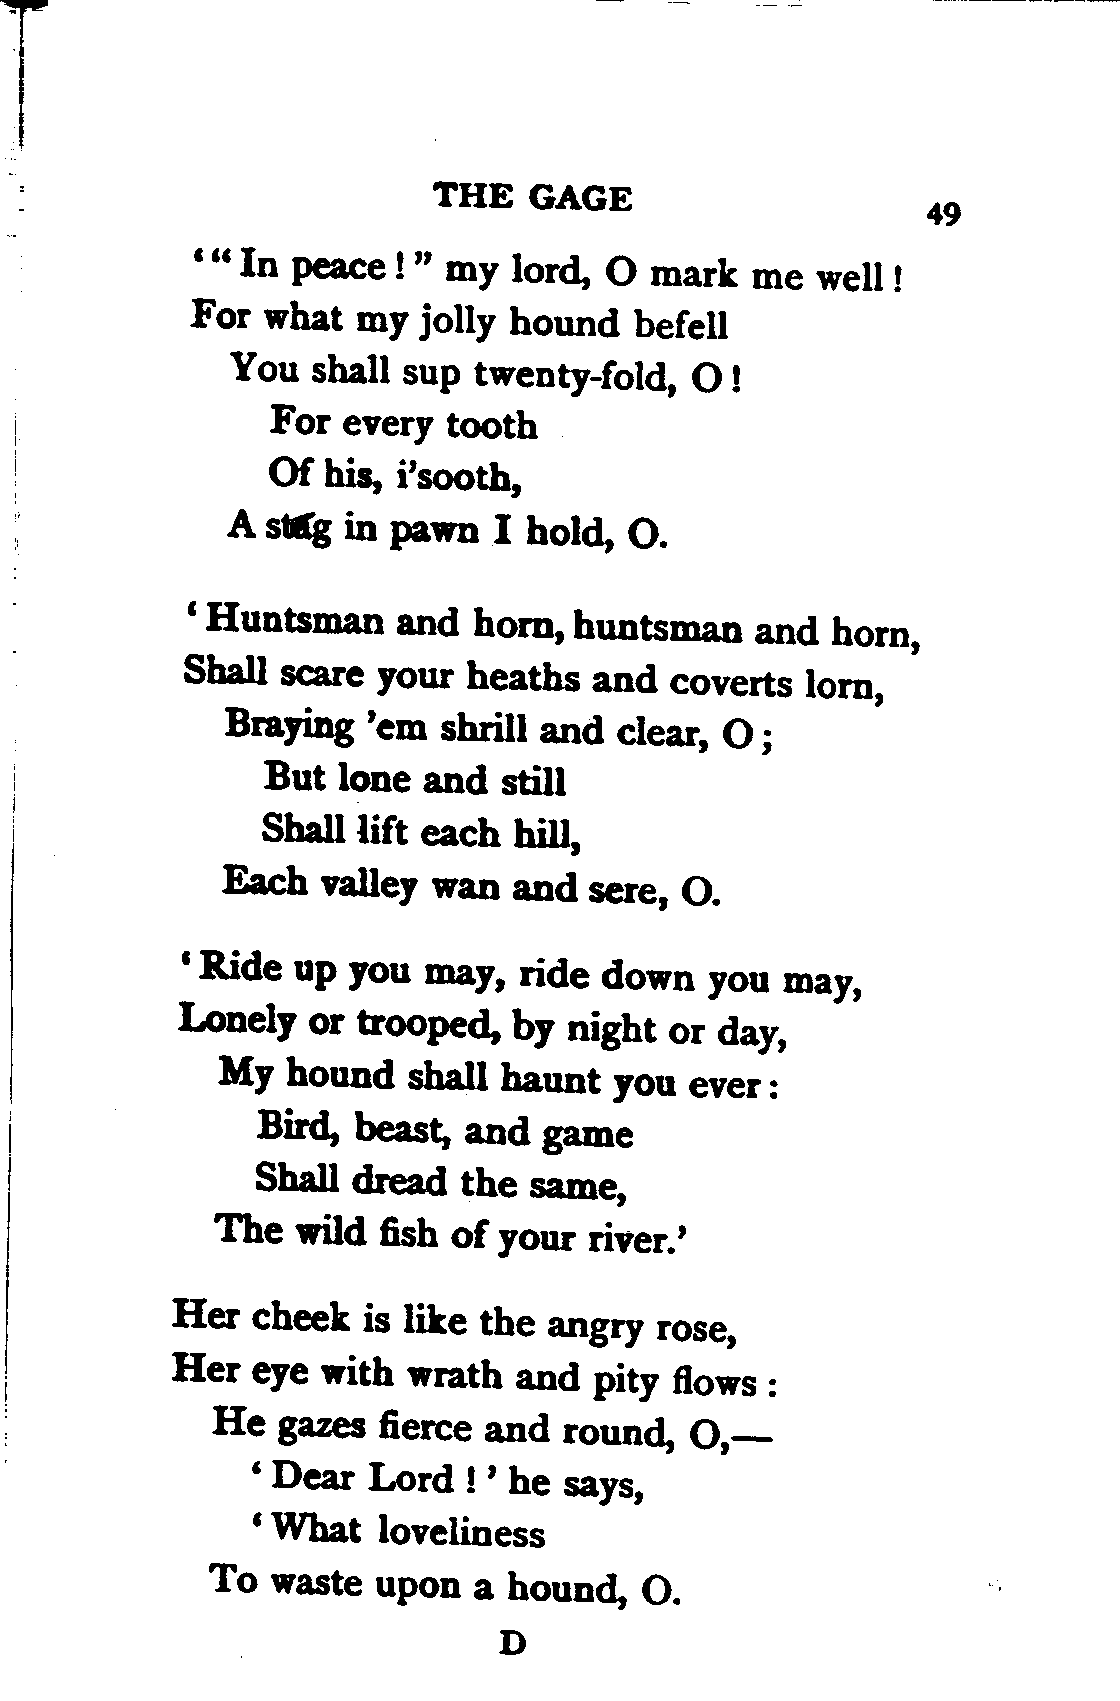 THE GAGE
49
‘ “ In peace ! ” my lord, O mark me well !
For what my jolly hound befell
You shall sup twenty-fold, O !
For every tooth
Of his, i’sooth,
A stag in pawn I hold, O.
‘ Huntsman and horn, huntsman and horn,
Shall scare your heaths and coverts lorn,
Braying ’em shrill and clear, O ;
But lone and still
Shall lift each hill,
Each valley wan and sere, O.
‘ Ride up you may, ride down you may,
Lonely or trooped, by night or day,
My hound shall haunt you ever :
Bird, beast, and game
Shall dread the same,
The wild fish of your river.’
Her cheek is like the angry rose,
Her eye with wrath and pity flows :
He gazes fierce and round, O,—
‘ Dear Lord ! ’ he says,
‘ What loveliness
To waste upon a hound, O.
D